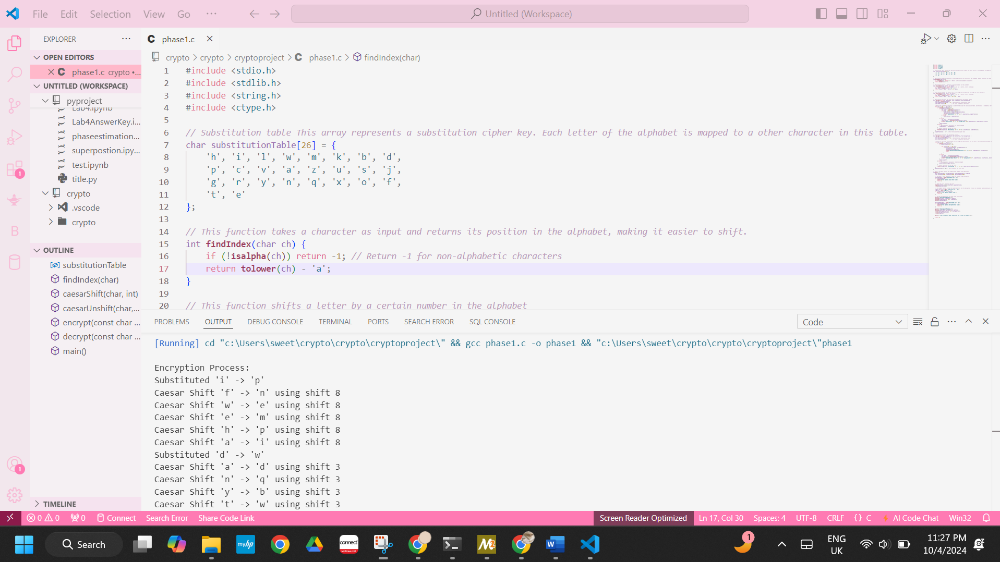 File Edit Selection View Go ··· Untitled (Workspace)
EXPLORER ···
OPEN EDITORS
phase1.c crypto •...
UNTITLED (WORKSPACE)
pyproject
Lab4.ipynb
Lab4AnswerKey.i...
phaseestimation...
superpostion.ipy...
test.ipynb
title.py
crypto
.vscode
crypto
OUTLINE
substitutionTable
findIndex(char)
caesarShift(char, int)
caesarUnshift(char,...
encrypt(const char ...
decrypt(const char ...
main()
TIMELINE
1
1
B
C phase1.c
crypto > crypto > cryptoproject > C phase1.c > findIndex(char)
1 #include <stdio.h>
2 #include <stdlib.h>
3 #include <string.h>
4 #include <ctype.h>
5
6 // Substitution table This array represents a substitution cipher key. Each letter of the alphabet is mapped to a other character in this table.
7 char substitutionTable[26] = {
8 'h', 'i', 'l', 'w', 'm', 'k', 'b', 'd',
9 'p', 'c', 'v', 'a', 'z', 'u', 's', 'j',
10 'g', 'r', 'y', 'n', 'q', 'x', 'o', 'f',
11 't', 'e'
12 };
13
14 // This function takes a character as input and returns its position in the alphabet, making it easier to shift.
15 int findIndex(char ch) {
16 if (!isalpha(ch)) return -1; // Return -1 for non-alphabetic characters
17 return tolower(ch) - 'a';
18 }
19
20 // This function shifts a letter by a certain number in the alphabet
PROBLEMS OUTPUT DEBUG CONSOLE TERMINAL PORTS SEARCH ERROR SQL CONSOLE Code
[Running] cd "c:\Users\sweet\crypto\crypto\cryptoproject\" && gcc phase1.c -o phase1 && "c:\Users\sweet\crypto\crypto\cryptoproject\"phase1
Encryption Process:
Substituted 'i' -> 'p'
Caesar Shift 'f' -> 'n' using shift 8
Caesar Shift 'w' -> 'e' using shift 8
Caesar Shift 'e' -> 'm' using shift 8
Caesar Shift 'h' -> 'p' using shift 8
Caesar Shift 'a' -> 'i' using shift 8
Substituted 'd' -> 'w'
Caesar Shift 'a' -> 'd' using shift 3
Caesar Shift 'n' -> 'q' using shift 3
Caesar Shift 'y' -> 'b' using shift 3
Caesar Shift 't' -> 'w' using shift 3
0 0 0 Connect Search Error Share Code Link Screen Reader Optimized Ln 17, Col 30 Spaces: 4 UTF-8 CRLF {} C AI Code Chat Win32
Search myhp connect McGraw Hill W 1 ENG 11:27 PM
UK 10/4/2024